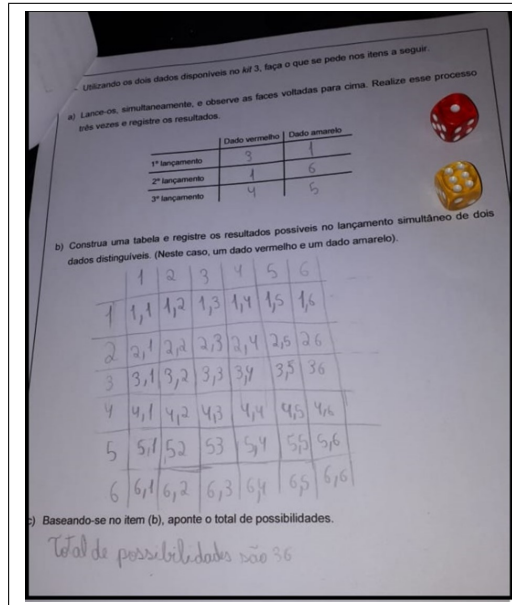 Utilizando os dois dados disponíveis no kit 3, faça o que se pede nos itens a seguir.
a) Lance-os, simultaneamente, e observe as faces voltadas para cima. Realize esse processo
três vezes e registre os resultados.
Dado vermelho Dado amarelo
1º lançamento 3 1
2º lançamento 1 6
3º lançamento 4 5
b) Construa uma tabela e registre os resultados possíveis no lançamento simultâneo de dois
dados distinguíveis. (Neste caso, um dado vermelho e um dado amarelo).
1 2 3 4 5 6
1 1,1 1,2 1,3 1,4 1,5 1,6
2 2,1 2,2 2,3 2,4 2,5 26
3 3,1 3,2 3,3 3,4 3,5 36
4 4,1 4,2 4,3 4,4 4,5 4,6
5 5,1 52 53 5,4 5,5 5,6
6 6,1 6,2 6,3 6,4 6,5 6,6
c) Baseando-se no item (b), aponte o total de possibilidades.
Total de possibilidades são 36